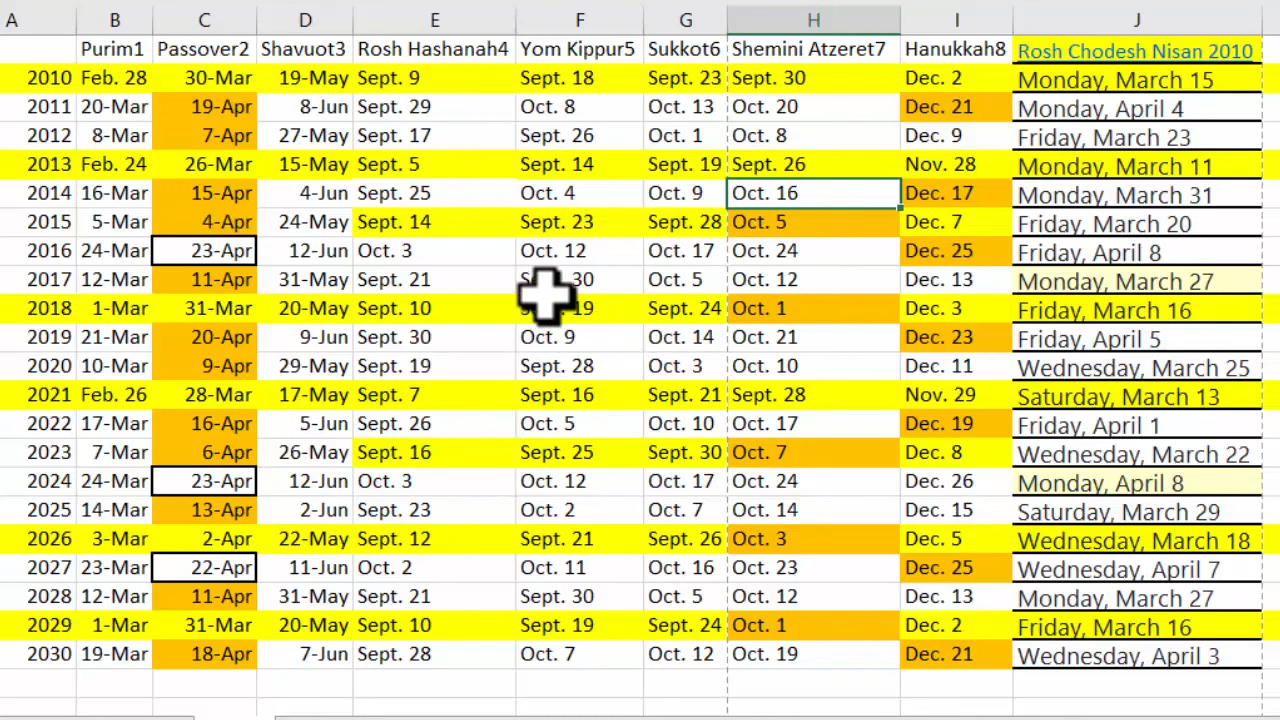 A B C D E F G H I J
Purim1 Passover2 Shavuot3 Rosh Hashanah4 Yom Kippur5 Sukkot6 Shemini Atzeret7 Hanukkah8 Rosh Chodesh Nisan 2010
2010 Feb. 28 30-Mar 19-May Sept. 9 Sept. 18 Sept. 23 Sept. 30 Dec. 2 Monday, March 15
2011 20-Mar 19-Apr 8-Jun Sept. 29 Oct. 8 Oct. 13 Oct. 20 Dec. 21 Monday, April 4
2012 8-Mar 7-Apr 27-May Sept. 17 Sept. 26 Oct. 1 Oct. 8 Dec. 9 Friday, March 23
2013 Feb. 24 26-Mar 15-May Sept. 5 Sept. 14 Sept. 19 Sept. 26 Nov. 28 Monday, March 11
2014 16-Mar 15-Apr 4-Jun Sept. 25 Oct. 4 Oct. 9 Oct. 16 Dec. 17 Monday, March 31
2015 5-Mar 4-Apr 24-May Sept. 14 Sept. 23 Sept. 28 Oct. 5 Dec. 7 Friday, March 20
2016 24-Mar 23-Apr 12-Jun Oct. 3 Oct. 12 Oct. 17 Oct. 24 Dec. 25 Friday, April 8
2017 12-Mar 11-Apr 31-May Sept. 21 30 Oct. 5 Oct. 12 Dec. 13 Monday, March 27
2018 1-Mar 31-Mar 20-May Sept. 10 19 Sept. 24 Oct. 1 Dec. 3 Friday, March 16
2019 21-Mar 20-Apr 9-Jun Sept. 30 Oct. 9 Oct. 14 Oct. 21 Dec. 23 Friday, April 5
2020 10-Mar 9-Apr 29-May Sept. 19 Sept. 28 Oct. 3 Oct. 10 Dec. 11 Wednesday, March 25
2021 Feb. 26 28-Mar 17-May Sept. 7 Sept. 16 Sept. 21 Sept. 28 Nov. 29 Saturday, March 13
2022 17-Mar 16-Apr 5-Jun Sept. 26 Oct. 5 Oct. 10 Oct. 17 Dec. 19 Friday, April 1
2023 7-Mar 6-Apr 26-May Sept. 16 Sept. 25 Sept. 30 Oct. 7 Dec. 8 Wednesday, March 22
2024 24-Mar 23-Apr 12-Jun Oct. 3 Oct. 12 Oct. 17 Oct. 24 Dec. 26 Monday, April 8
2025 14-Mar 13-Apr 2-Jun Sept. 23 Oct. 2 Oct. 7 Oct. 14 Dec. 15 Saturday, March 29
2026 3-Mar 2-Apr 22-May Sept. 12 Sept. 21 Sept. 26 Oct. 3 Dec. 5 Wednesday, March 18
2027 23-Mar 22-Apr 11-Jun Oct. 2 Oct. 11 Oct. 16 Oct. 23 Dec. 25 Wednesday, April 7
2028 12-Mar 11-Apr 31-May Sept. 21 Sept. 30 Oct. 5 Oct. 12 Dec. 13 Monday, March 27
2029 1-Mar 31-Mar 20-May Sept. 10 Sept. 19 Sept. 24 Oct. 1 Dec. 2 Friday, March 16
2030 19-Mar 18-Apr 7-Jun Sept. 28 Oct. 7 Oct. 12 Oct. 19 Dec. 21 Wednesday, April 3